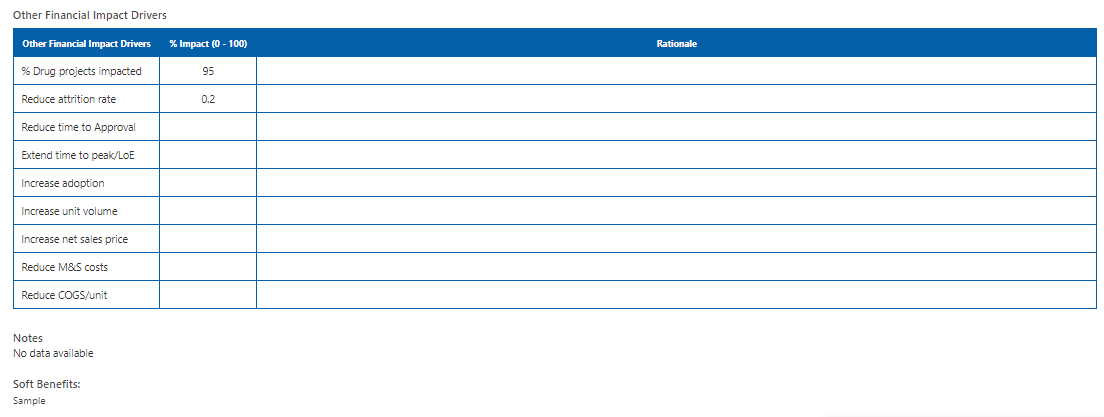 Other Financial Impact Drivers
Other Financial Impact Drivers % Impact (0 - 100) Rationale
% Drug projects impacted 95
Reduce attrition rate 0.2
Reduce time to Approval
Extend time to peak/LoE
Increase adoption
Increase unit volume
Increase net sales price
Reduce M&S costs
Reduce COGS/unit
Notes
No data available
Soft Benefits:
Sample